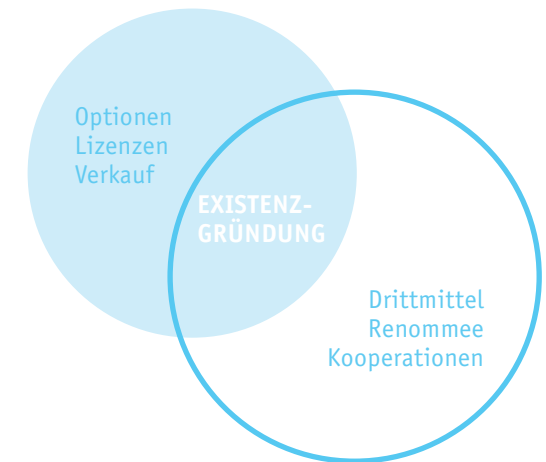 Optionen
Lizenzen
Verkauf
EXISTENZ-
GRÜNDUNG
Drittmittel
Renommee
Kooperationen